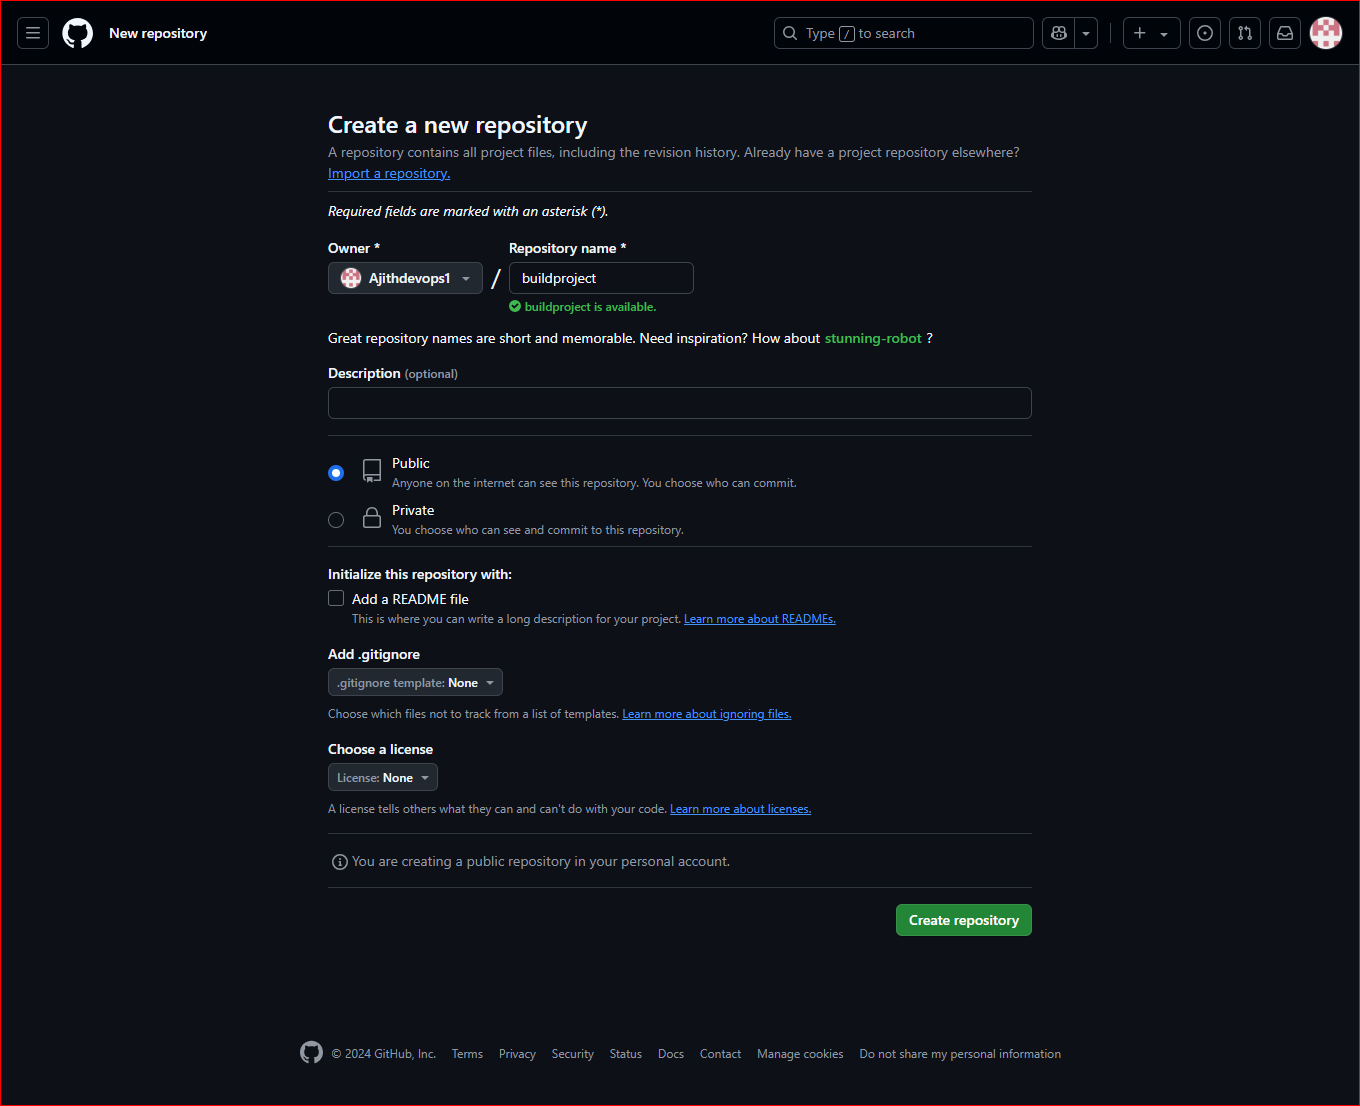 New repository
Type / to search
Create a new repository
A repository contains all project files, including the revision history. Already have a project repository elsewhere?
Import a repository.
Required fields are marked with an asterisk (*).
Owner * Repository name *
Ajithdevops1 / buildproject
buildproject is available.
Great repository names are short and memorable. Need inspiration? How about stunning-robot ?
Description (optional)
Public
Anyone on the internet can see this repository. You choose who can commit.
Private
You choose who can see and commit to this repository.
Initialize this repository with:
Add a README file
This is where you can write a long description for your project. Learn more about READMEs.
Add .gitignore
.gitignore template: None
Choose which files not to track from a list of templates. Learn more about ignoring files.
Choose a license
License: None
A license tells others what they can and can't do with your code. Learn more about licenses.
You are creating a public repository in your personal account.
Create repository
© 2024 GitHub, Inc. Terms Privacy Security Status Docs Contact Manage cookies Do not share my personal information